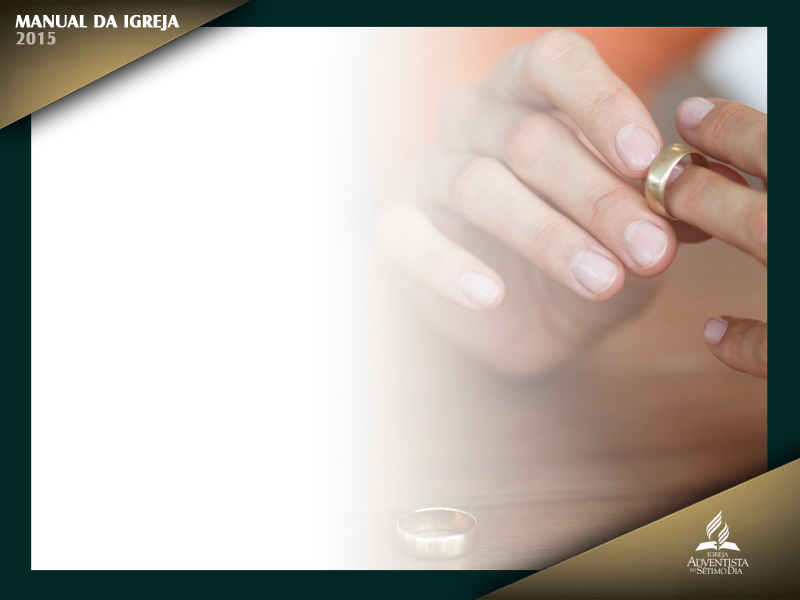 MANUAL DA IGREJA
2015
IGREJA
ADVENTISTA
DO SÉTIMO DIA